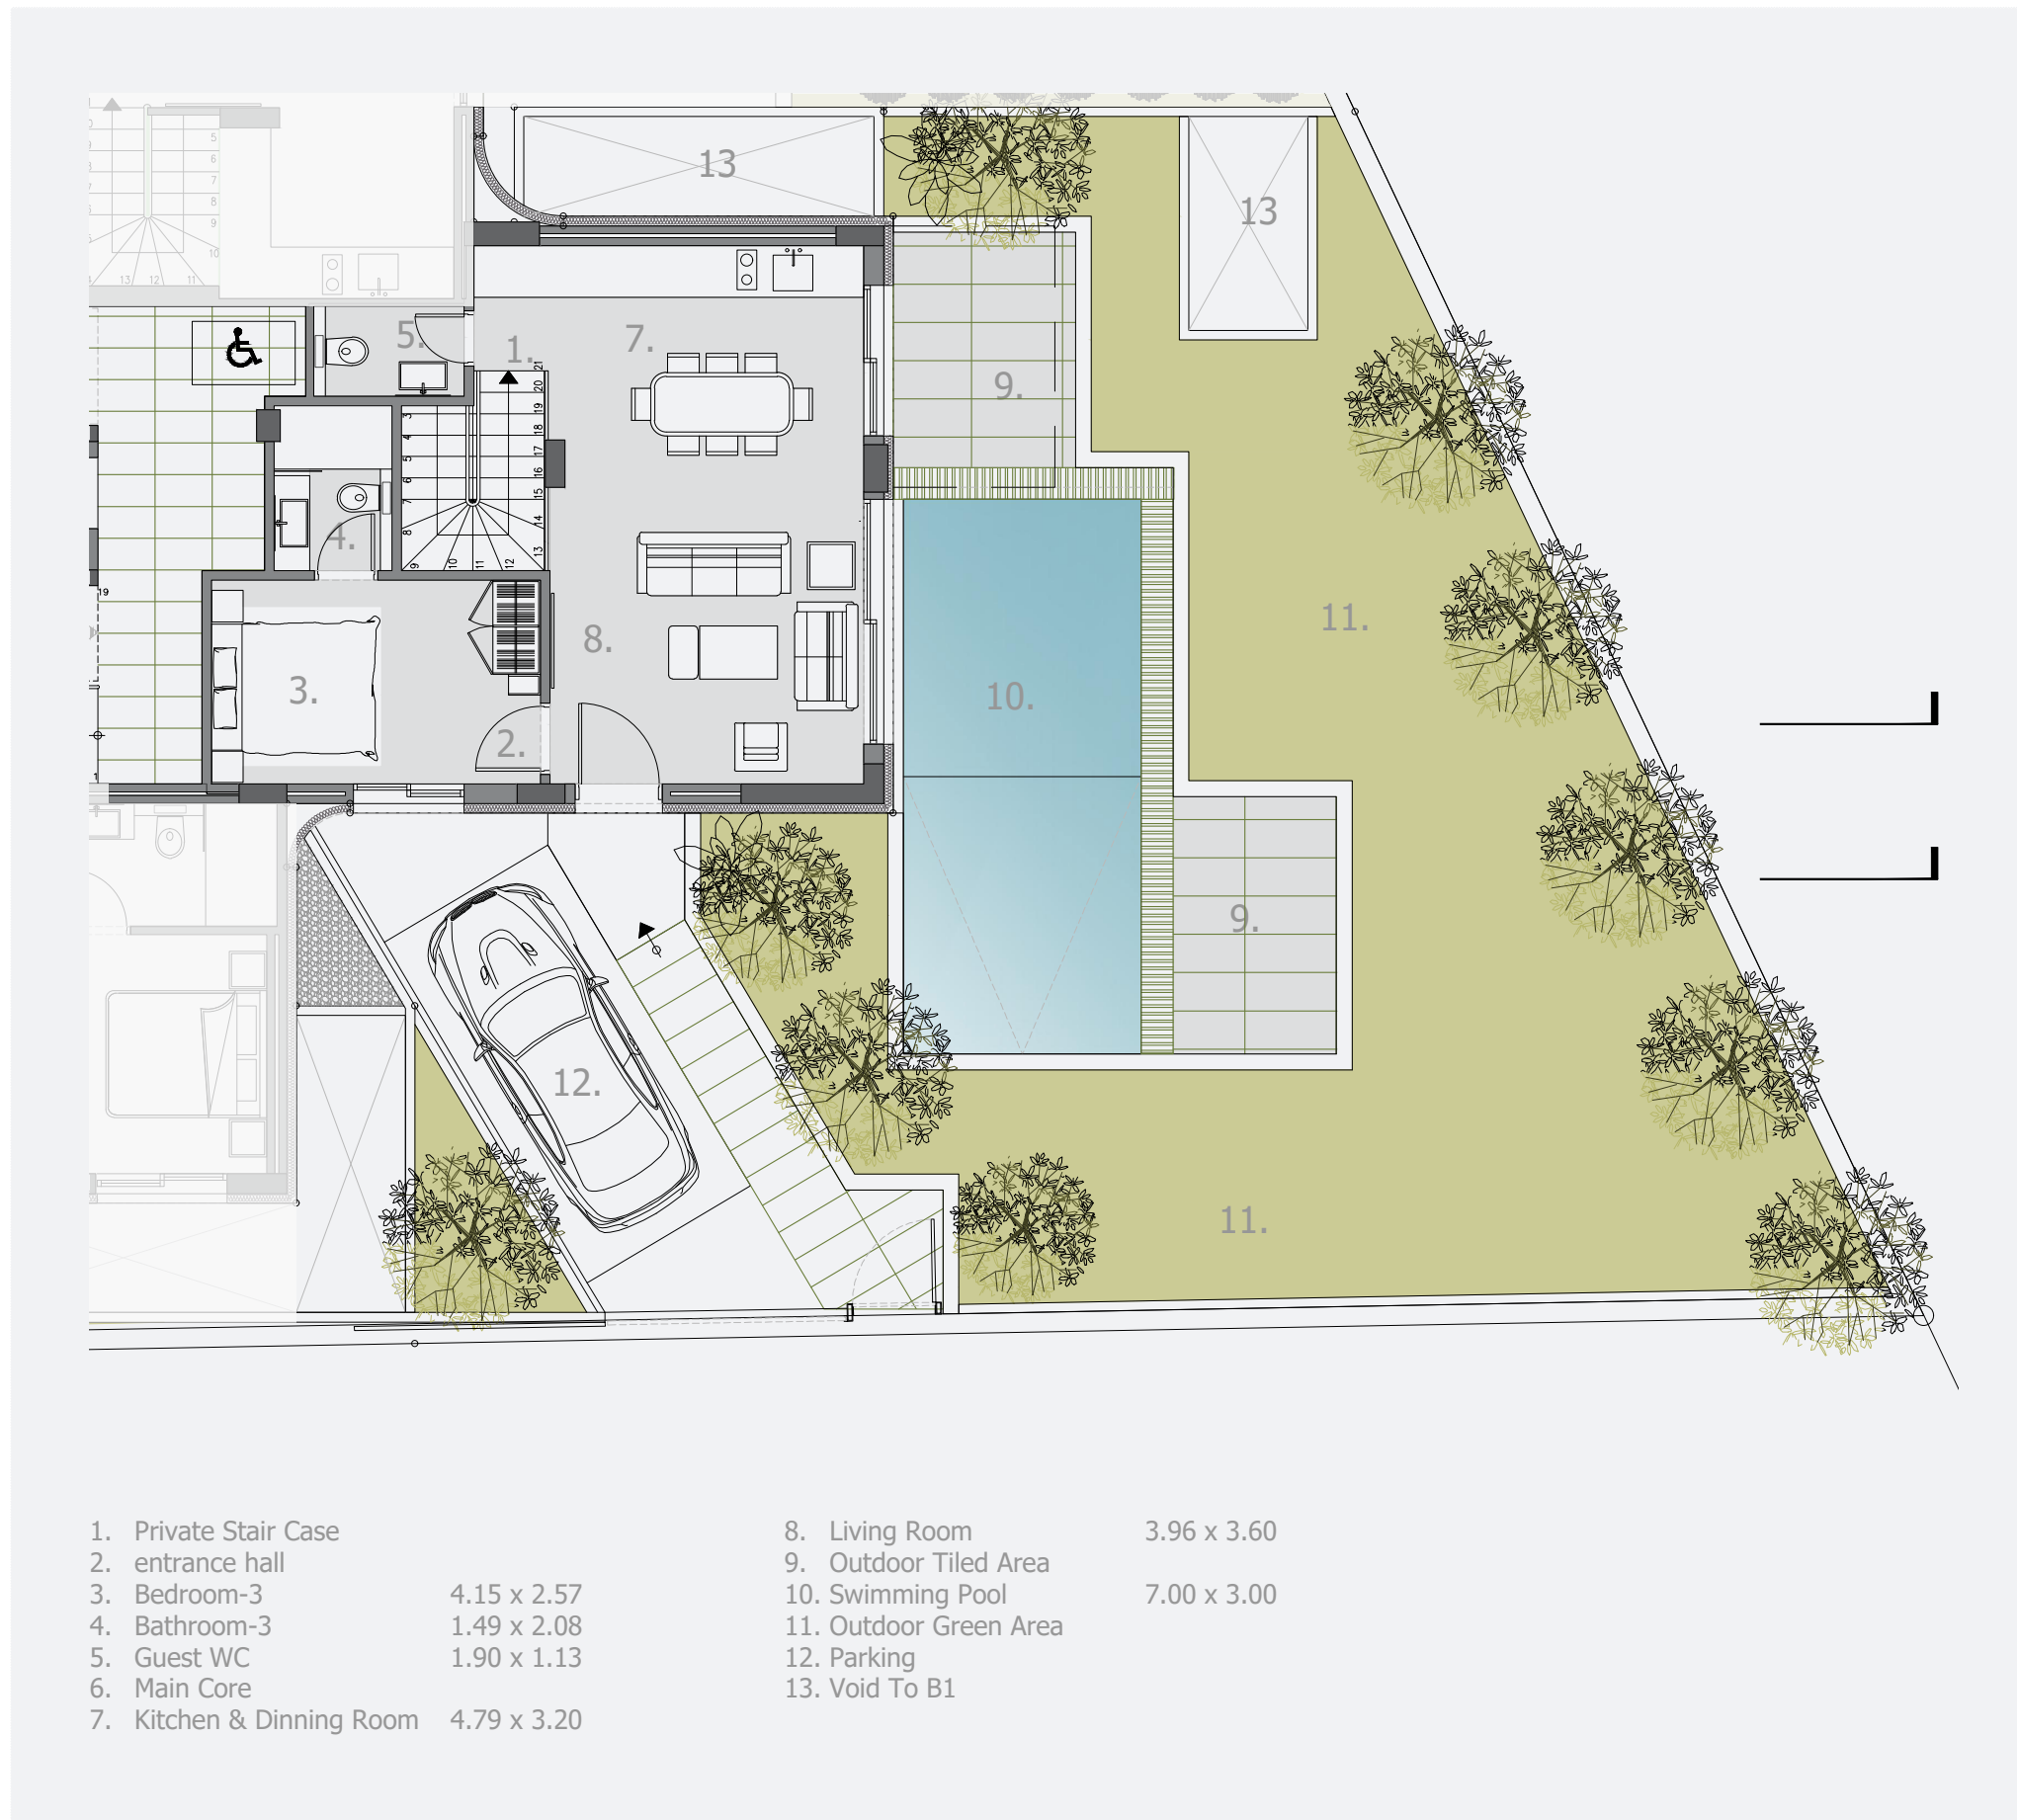 13
13
5.
1.
7.
9.
4.
8.
11.
3.
10.
2.
9.
12.
11.
1. Private Stair Case
2. entrance hall
3. Bedroom-3 4.15 x 2.57
4. Bathroom-3 1.49 x 2.08
5. Guest WC 1.90 x 1.13
6. Main Core
7. Kitchen & Dinning Room 4.79 x 3.20
8. Living Room 3.96 x 3.60
9. Outdoor Tiled Area
10. Swimming Pool 7.00 x 3.00
11. Outdoor Green Area
12. Parking
13. Void To B1